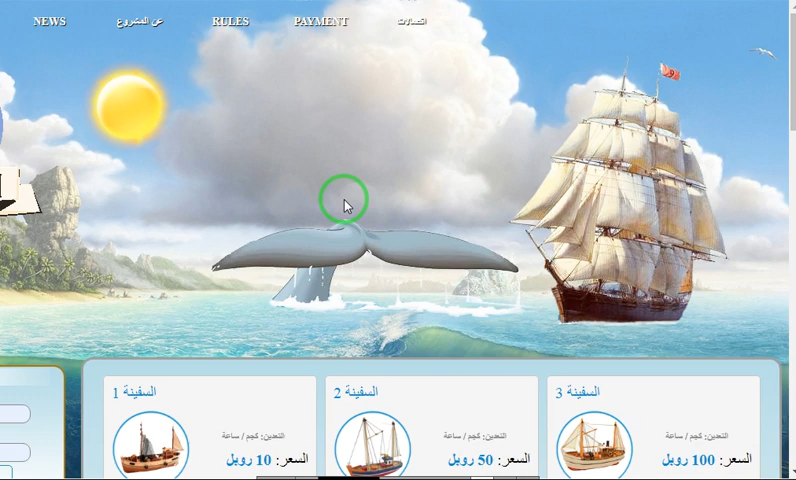 NEWS
عن المشروع
RULES
PAYMENT
اتصالات
السفينة 1
التعدين: كجم / ساعة
السعر: 10 روبل
السفينة 2
التعدين: كجم / ساعة
السعر: 50 روبل
السفينة 3
التعدين: كجم / ساعة
السعر: 100 روبل